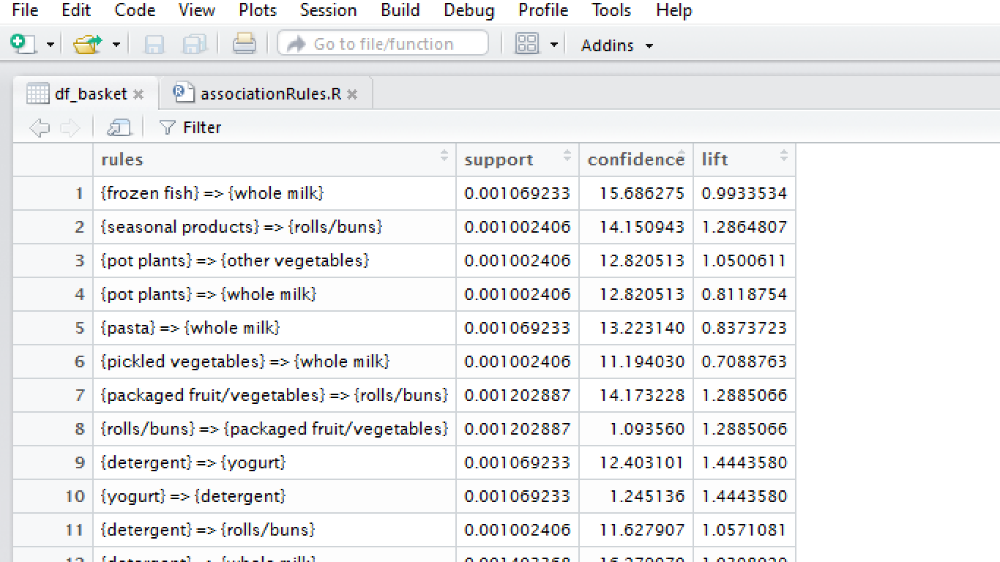 File Edit Code View Plots Session Build Debug Profile Tools Help
Go to file/function Addins
df_basket associationRules.R
Filter
rules support confidence lift
1 {frozen fish} => {whole milk} 0.001069233 15.686275 0.9933534
2 {seasonal products} => {rolls/buns} 0.001002406 14.150943 1.2864807
3 {pot plants} => {other vegetables} 0.001002406 12.820513 1.0500611
4 {pot plants} => {whole milk} 0.001002406 12.820513 0.8118754
5 {pasta} => {whole milk} 0.001069233 13.223140 0.8373723
6 {pickled vegetables} => {whole milk} 0.001002406 11.194030 0.7088763
7 {packaged fruit/vegetables} => {rolls/buns} 0.001202887 14.173228 1.2885066
8 {rolls/buns} => {packaged fruit/vegetables} 0.001202887 1.093560 1.2885066
9 {detergent} => {yogurt} 0.001069233 12.403101 1.4443580
10 {yogurt} => {detergent} 0.001069233 1.245136 1.4443580
11 {detergent} => {rolls/buns} 0.001002406 11.627907 1.0571081
12 {detergent} => {whole milk}